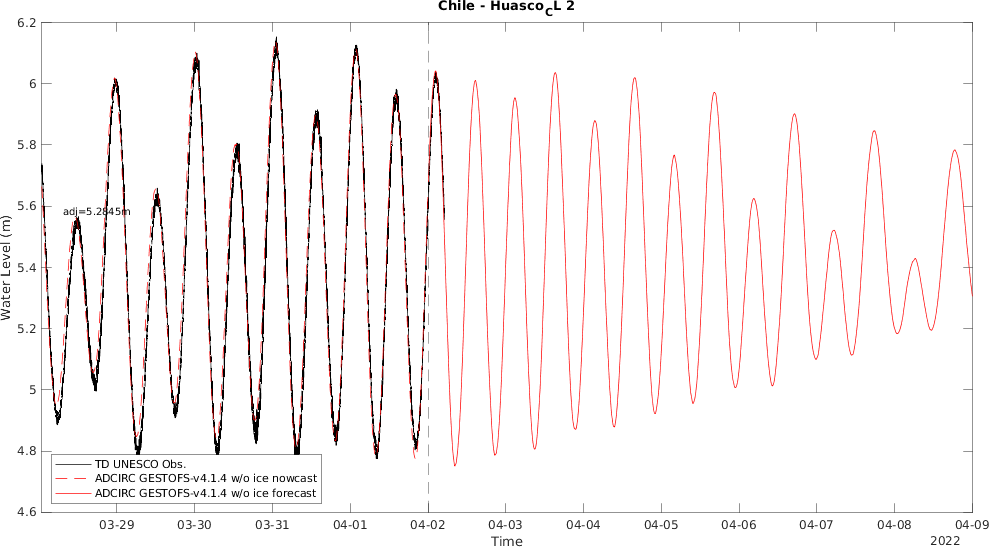 Chile - Huasco_CL 2
6.2
6
5.8
5.6
5.4
5.2
5
4.8
4.6
Water Level (m)
adj=5.2845m
TD UNESCO Obs.
ADCIRC GESTOFS-v4.1.4 w/o ice nowcast
ADCIRC GESTOFS-v4.1.4 w/o ice forecast
03-29 03-30 03-31 04-01 04-02 04-03 04-04 04-05 04-06 04-07 04-08 04-09
Time
2022